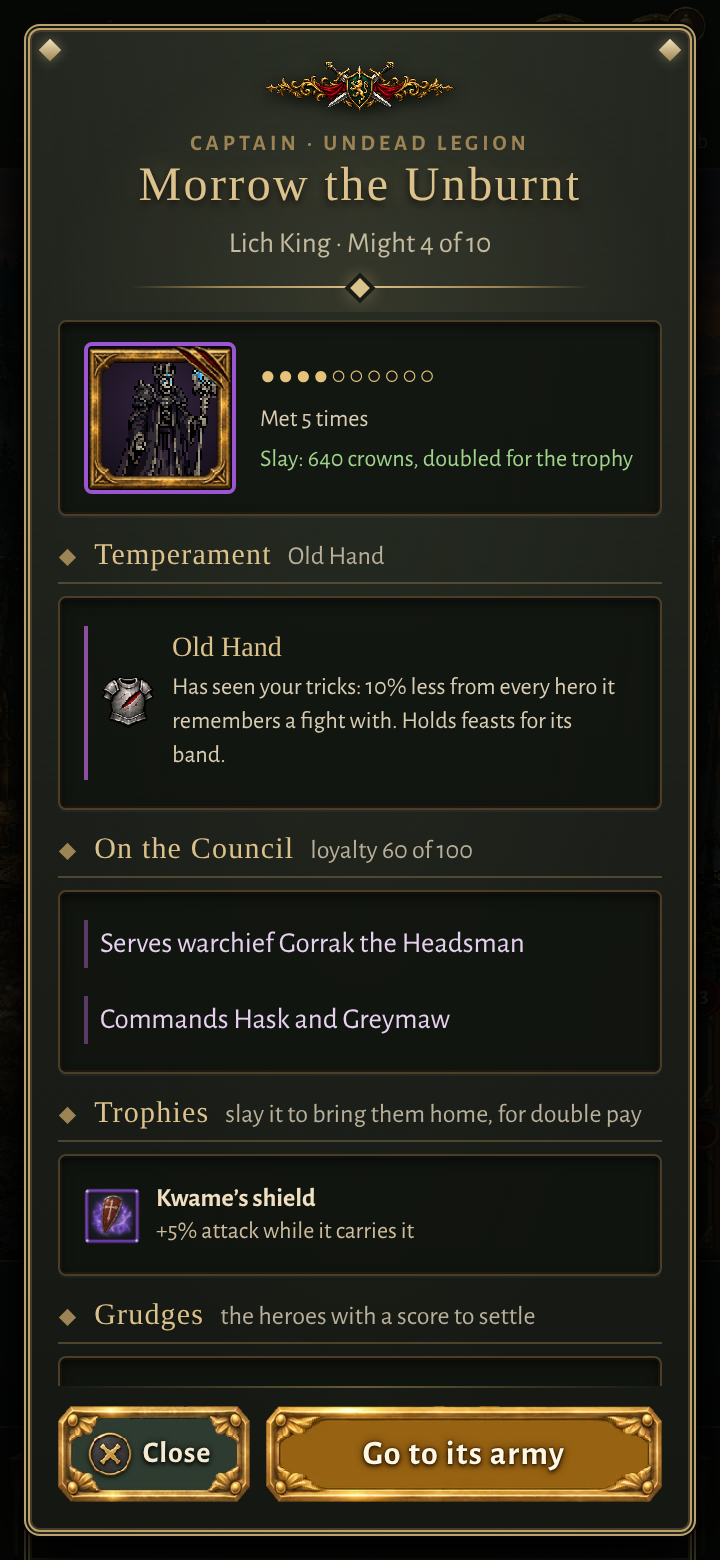 CAPTAIN · UNDEAD LEGION
Morrow the Unburnt
Lich King · Might 4 of 10
Met 5 times
Slay: 640 crowns, doubled for the trophy
Temperament Old Hand
Old Hand
Has seen your tricks: 10% less from every hero it
remembers a fight with. Holds feasts for its
band.
On the Council loyalty 60 of 100
Serves warchief Gorrak the Headsman
Commands Hask and Greymaw
Trophies slay it to bring them home, for double pay
Kwame’s shield
+5% attack while it carries it
Grudges the heroes with a score to settle
Close
Go to its army